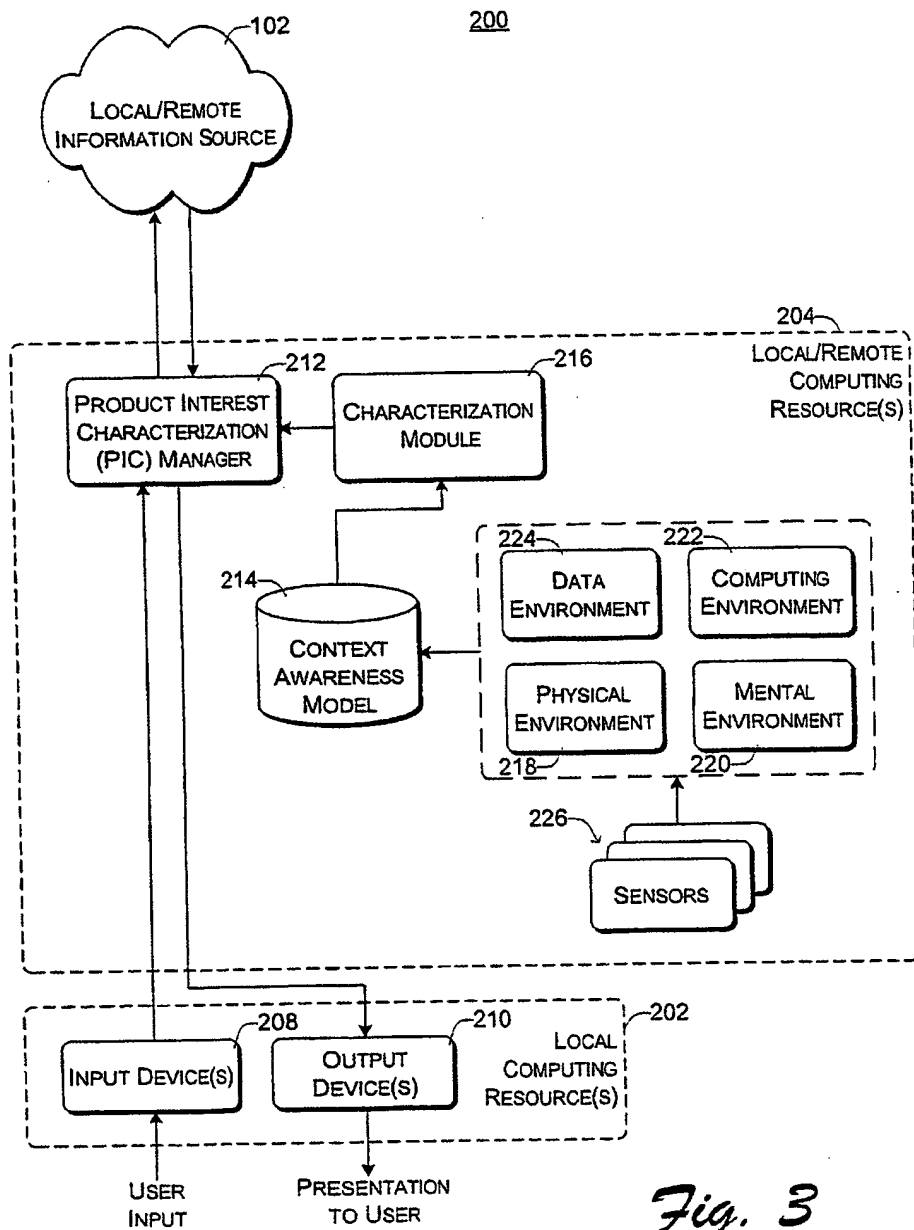 200
102
LOCAL/REMOTE
INFORMATION SOURCE
204
LOCAL/REMOTE
COMPUTING
RESOURCE(S)
212
PRODUCT INTEREST
CHARACTERIZATION
(PIC) MANAGER
216
CHARACTERIZATION
MODULE
214
CONTEXT
AWARENESS
MODEL
224
DATA
ENVIRONMENT
222
COMPUTING
ENVIRONMENT
PHYSICAL
ENVIRONMENT
218
MENTAL
ENVIRONMENT
220
226
SENSORS
202
LOCAL
COMPUTING
RESOURCE(S)
208
INPUT DEVICE(S)
210
OUTPUT
DEVICE(S)
USER
INPUT
PRESENTATION
TO USER
Fig. 3